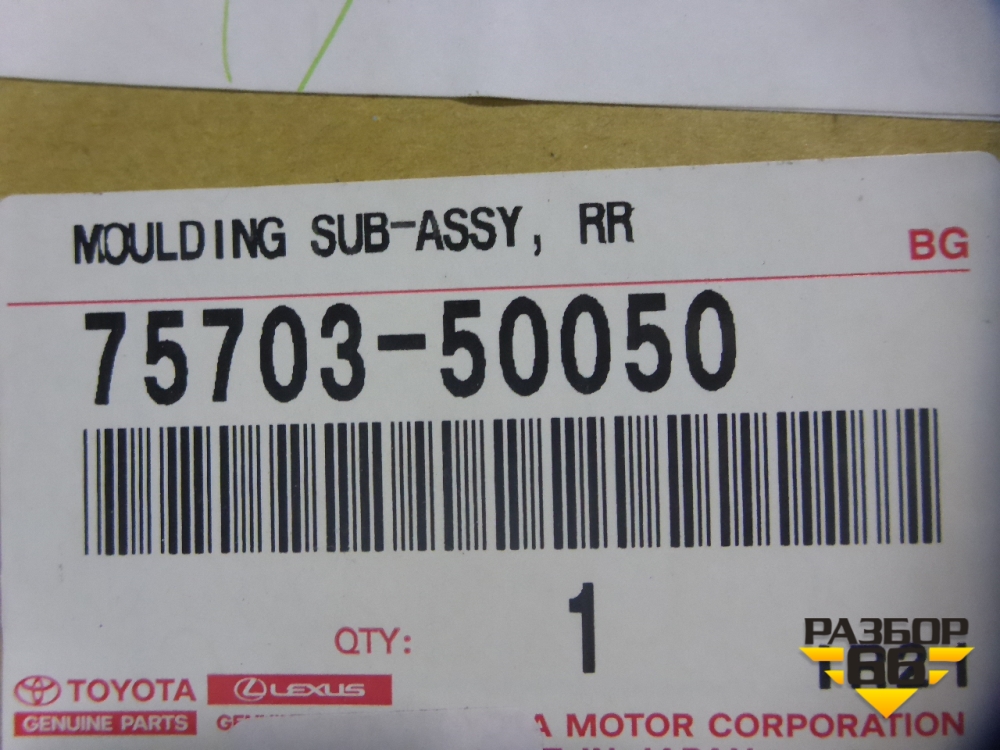 MOULDING SUB-ASSY, RR
BG
75703-50050
QTY: 1
TOYOTA
LEXUS
GENUINE PARTS
MOTOR CORPORATION
РАЗБОР